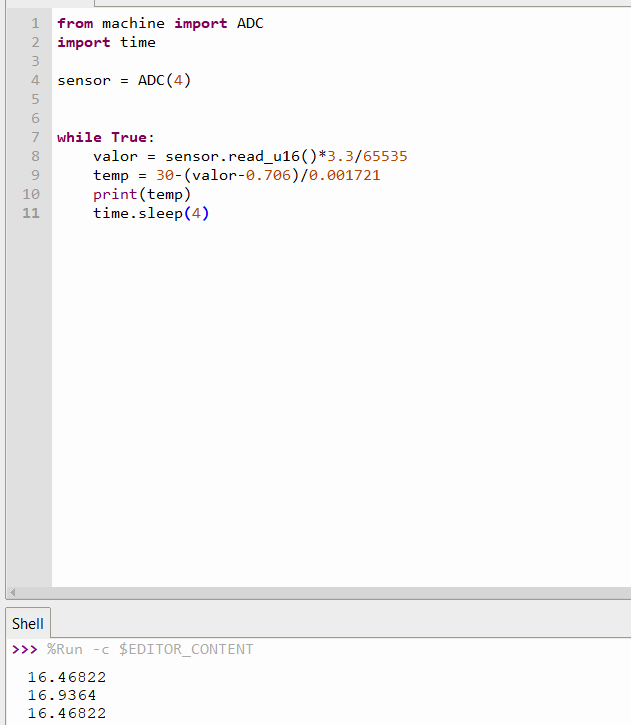 1 from machine import ADC
2 import time
3
4 sensor = ADC(4)
5
6
7 while True:
8     valor = sensor.read_u16()*3.3/65535
9     temp = 30-(valor-0.706)/0.001721
10     print(temp)
11     time.sleep(4)
Shell
>>> %Run -c $EDITOR_CONTENT
16.46822
16.9364
16.46822